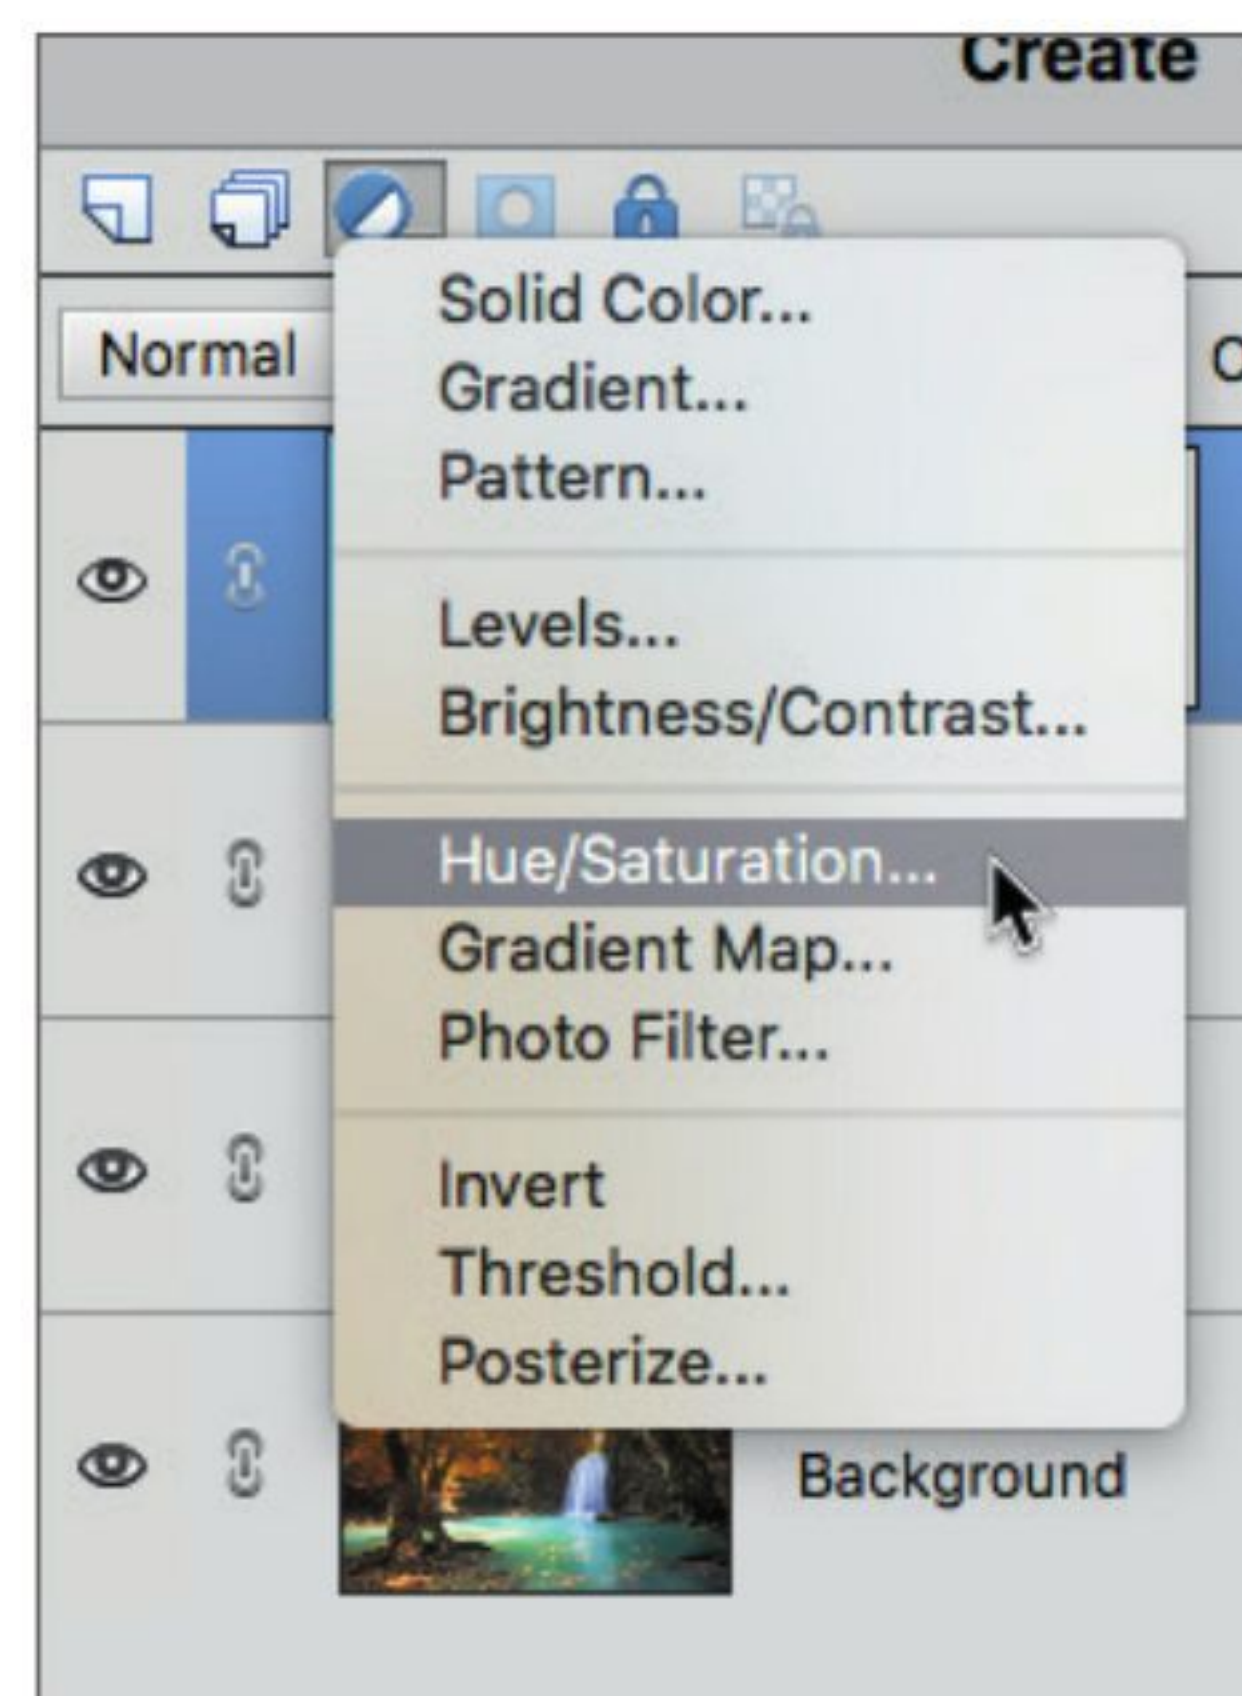 Create
Normal
Solid Color...
Gradient...
Pattern...
Levels...
Brightness/Contrast...
Hue/Saturation...
Gradient Map...
Photo Filter...
Invert
Threshold...
Posterize...
Background